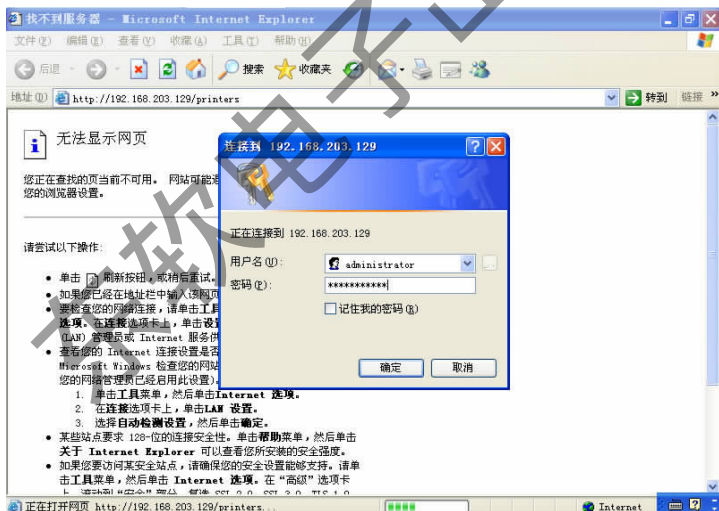 找不到服务器 - Microsoft Internet Explorer
文件(F) 编辑(E) 查看(V) 收藏(A) 工具(T) 帮助(H)
后退 搜索 收藏夹
地址(D) http://192.168.203.129/printers 转到 链接 »
无法显示网页
您正在查找的页当前不可用。 网站可能遇
您的浏览器设置。
请尝试以下操作:
单击 刷新按钮,或稍后重试。
如果您已经在地址栏中输入该网页
要检查您的网络连接,请单击工具
选项。在连接选项卡上,单击设置
(LAN) 管理员或 Internet 服务供
查看您的 Internet 连接设置是否
Microsoft Windows 检查您的网站
您的网络管理员已经启用此设置)。
1. 单击工具菜单,然后单击Internet 选项。
2. 在连接选项卡上,单击LAN 设置。
3. 选择自动检测设置,然后单击确定。
某些站点要求 128-位的连接安全性。单击帮助菜单,然后单击
关于 Internet Explorer 可以查看您所安装的安全强度。
如果您要访问某安全站点,请确保您的安全设置能够支持。请单
击工具菜单,然后单击 Internet 选项。在“高级”选项卡
连接到 192.168.203.129
正在连接到 192.168.203.129
用户名(U): administrator
密码(P): ***********
记住我的密码(R)
确定 取消
正在打开网页 http://192.168.203.129/printers... Internet
东软电子